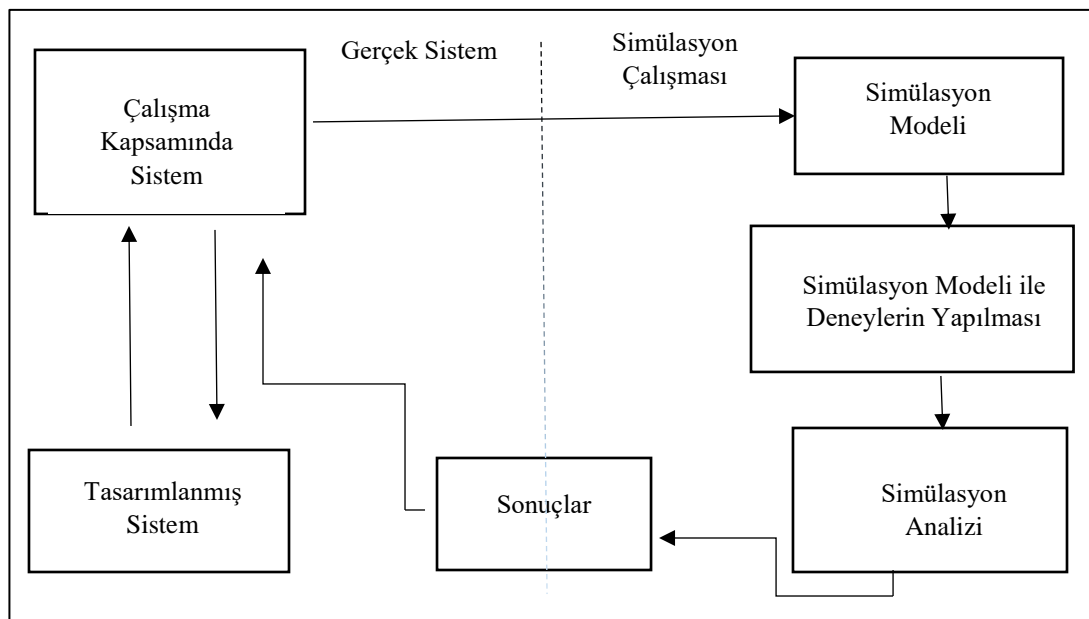 Gerçek Sistem
Simülasyon
Çalışması
Çalışma
Kapsamında
Sistem
Simülasyon
Modeli
Simülasyon Modeli ile
Deneylerin Yapılması
Tasarımlanmış
Sistem
Sonuçlar
Simülasyon
Analizi